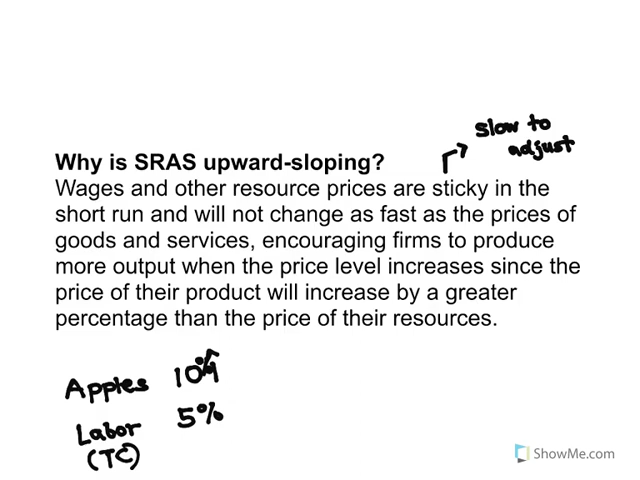 slow to
adjust
Why is SRAS upward-sloping?
Wages and other resource prices are sticky in the
short run and will not change as fast as the prices of
goods and services, encouraging firms to produce
more output when the price level increases since the
price of their product will increase by a greater
percentage than the price of their resources.
Apples 10%
Labor 5%
(TC)
ShowMe.com